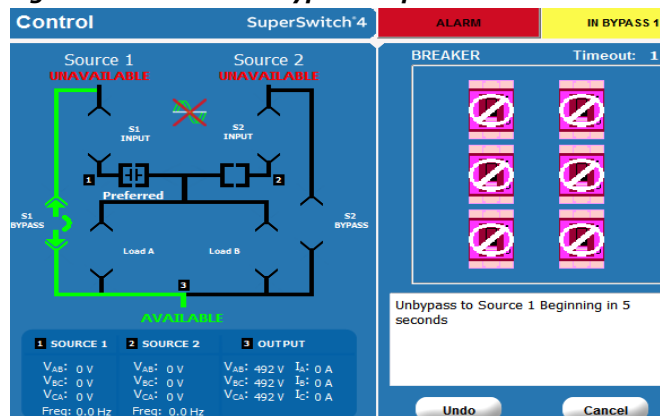 Control SuperSwitch®4 ALARM IN BYPASS 1
Source 1 Source 2 BREAKER Timeout: 1
UNAVAILABLE UNAVAILABLE
S1 S2
INPUT INPUT
1 2
Preferred
S1 S2
BYPASS BYPASS
Load A Load B
3
AVAILABLE
Unbypass to Source 1 Beginning in 5
seconds
1 SOURCE 1 2 SOURCE 2 3 OUTPUT
VAB: 0 V VAB: 0 V VAB: 492 V IA: 0 A
VBC: 0 V VBC: 0 V VBC: 492 V IB: 0 A
VCA: 0 V VCA: 0 V VCA: 492 V IC: 0 A
Freq: 0.0 Hz Freq: 0.0 Hz
Undo Cancel